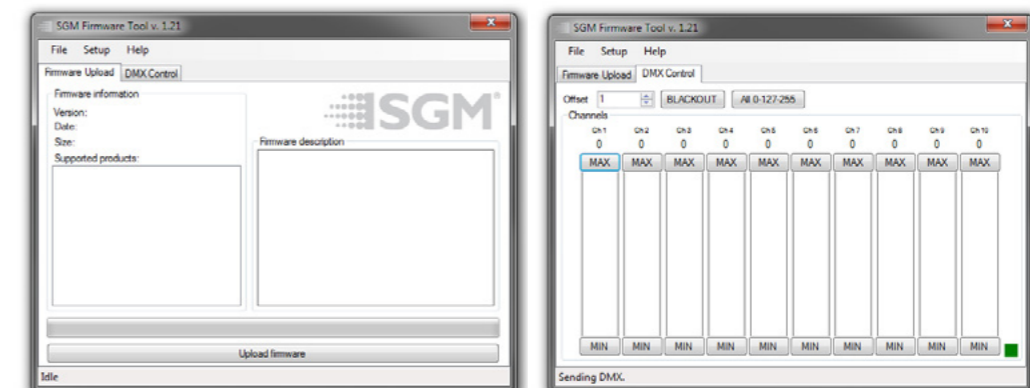 SGM Firmware Tool v. 1.21
File Setup Help
Firmware Upload DMX Control
Firmware information
Version:
Date:
Size:
Supported products:
SGM®
Firmware description
Upload firmware
Idle
SGM Firmware Tool v. 1.21
File Setup Help
Firmware Upload DMX Control
Offset 1 BLACKOUT All 0-127-255
Channels
Ch 1 Ch 2 Ch 3 Ch 4 Ch 5 Ch 6 Ch 7 Ch 8 Ch 9 Ch 10
0 0 0 0 0 0 0 0 0 0
MAX MAX MAX MAX MAX MAX MAX MAX MAX MAX
MIN MIN MIN MIN MIN MIN MIN MIN MIN MIN
Sending DMX.